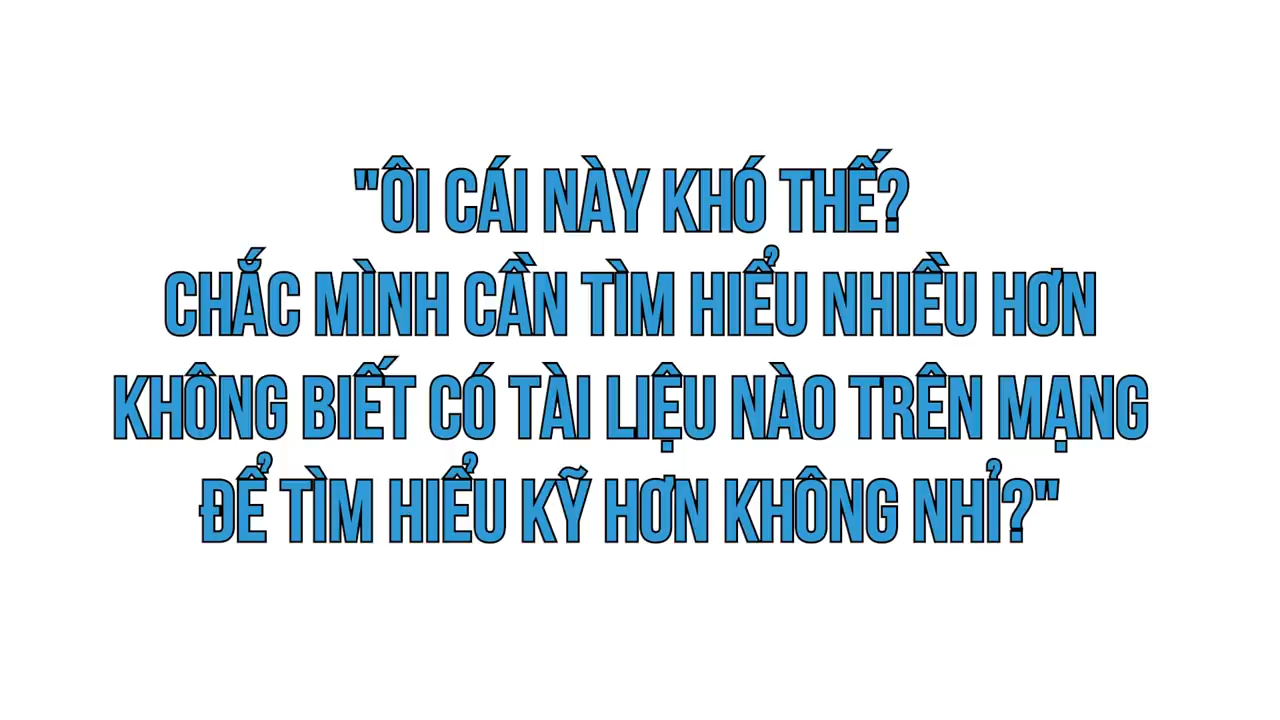 "ÔI CÁI NÀY KHÓ THẾ?
CHẮC MÌNH CẦN TÌM HIỂU NHIỀU HƠN
KHÔNG BIẾT CÓ TÀI LIỆU NÀO TRÊN MẠNG
ĐỂ TÌM HIỂU KỸ HƠN KHÔNG NHỈ?"